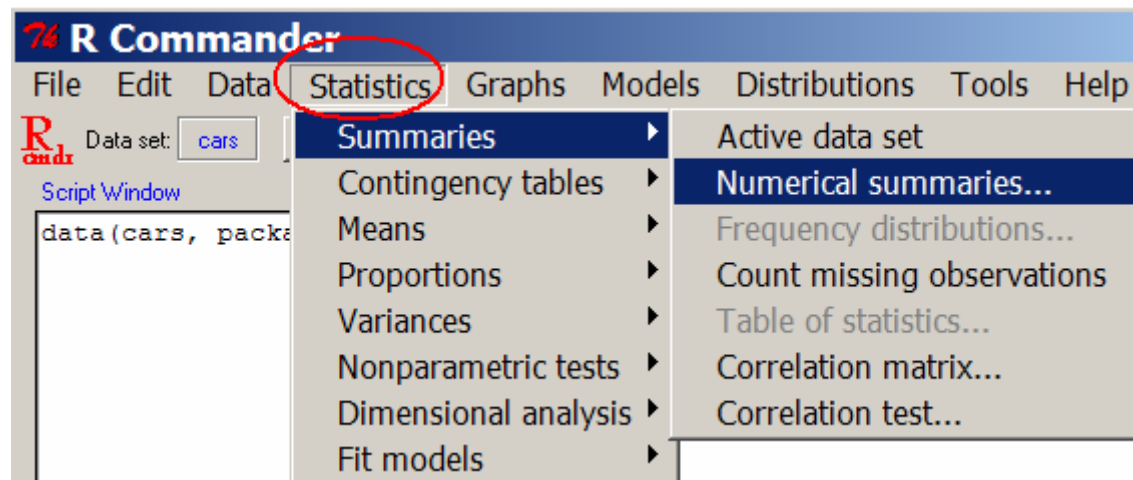 R Commander
File Edit Data Statistics Graphs Models Distributions Tools Help
R cmdr Data set: cars
Script Window
data(cars, packa
Summaries
Contingency tables
Means
Proportions
Variances
Nonparametric tests
Dimensional analysis
Fit models
Active data set
Numerical summaries...
Frequency distributions...
Count missing observations
Table of statistics...
Correlation matrix...
Correlation test...